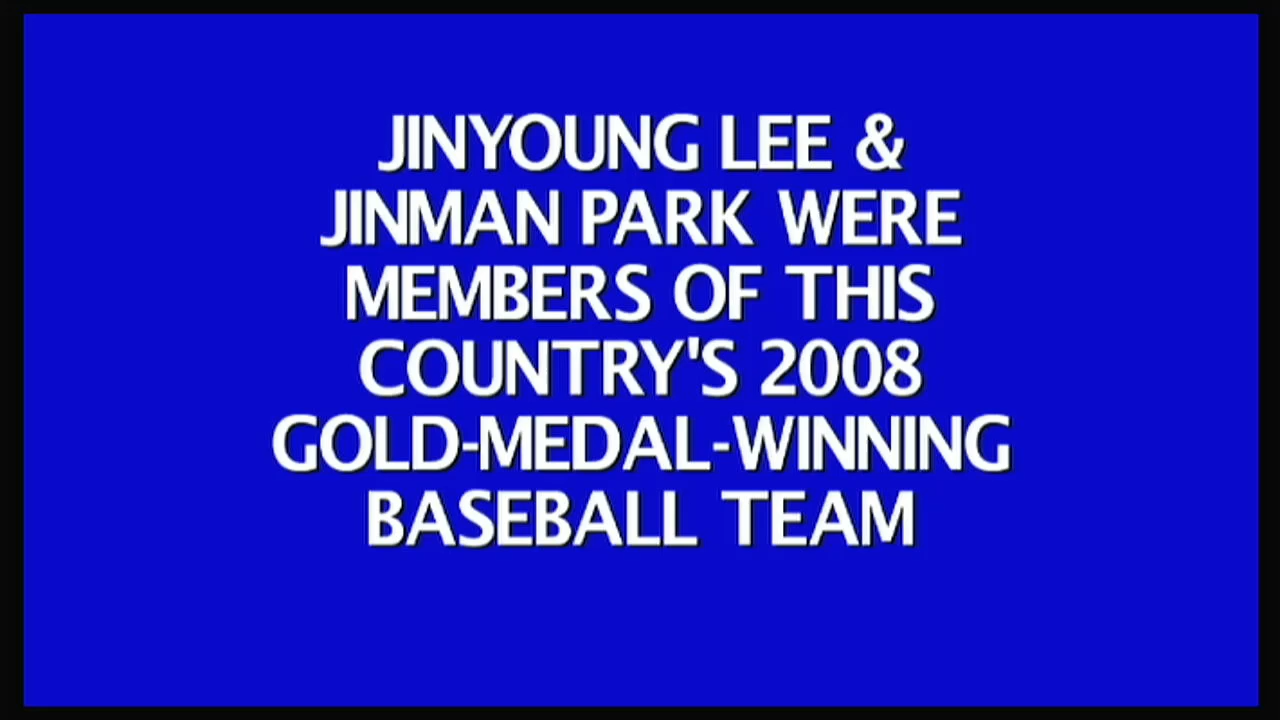 JINYOUNG LEE &
JINMAN PARK WERE
MEMBERS OF THIS
COUNTRY'S 2008
GOLD-MEDAL-WINNING
BASEBALL TEAM